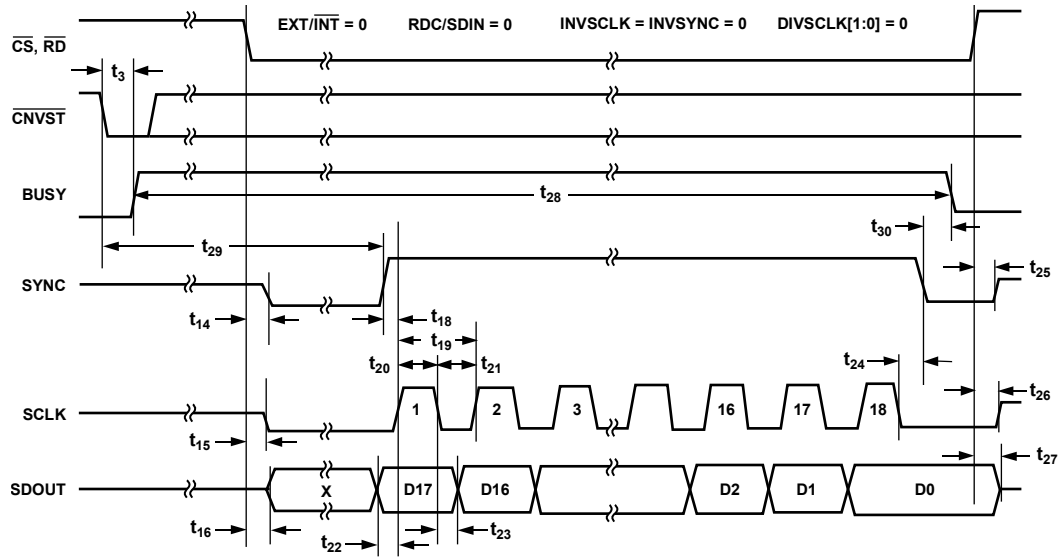 EXT/INT = 0 RDC/SDIN = 0 INVSCLK = INVSYNC = 0 DIVSCLK[1:0] = 0
CS, RD
t3
CNVST
BUSY
t28
t30
t29
t25
SYNC
t14
t18
t19
t20
t21
t24
t26
SCLK
1 2 3 16 17 18
t15
t27
SDOUT
X D17 D16 D2 D1 D0
t16
t22
t23